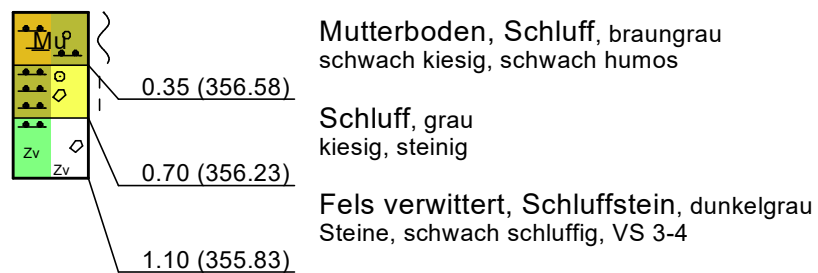 Mu
Mutterboden, Schluff, braungrau
schwach kiesig, schwach humos
0.35 (356.58)
Schluff, grau
kiesig, steinig
0.70 (356.23)
Zv
Zv
Fels verwittert, Schluffstein, dunkelgrau
Steine, schwach schluffig, VS 3-4
1.10 (355.83)